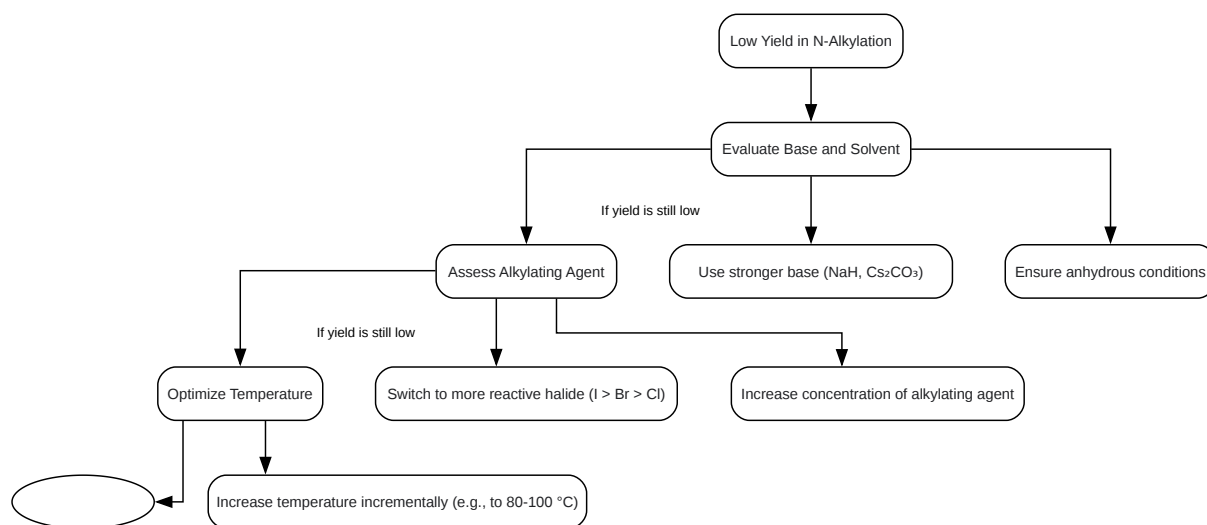 Low Yield in N-Alkylation
Evaluate Base and Solvent
If yield is still low
Assess Alkylating Agent
Use stronger base (NaH, Cs₂CO₃)
Ensure anhydrous conditions
If yield is still low
Optimize Temperature
Switch to more reactive halide (I > Br > Cl)
Increase concentration of alkylating agent
Increase temperature incrementally (e.g., to 80-100 °C)